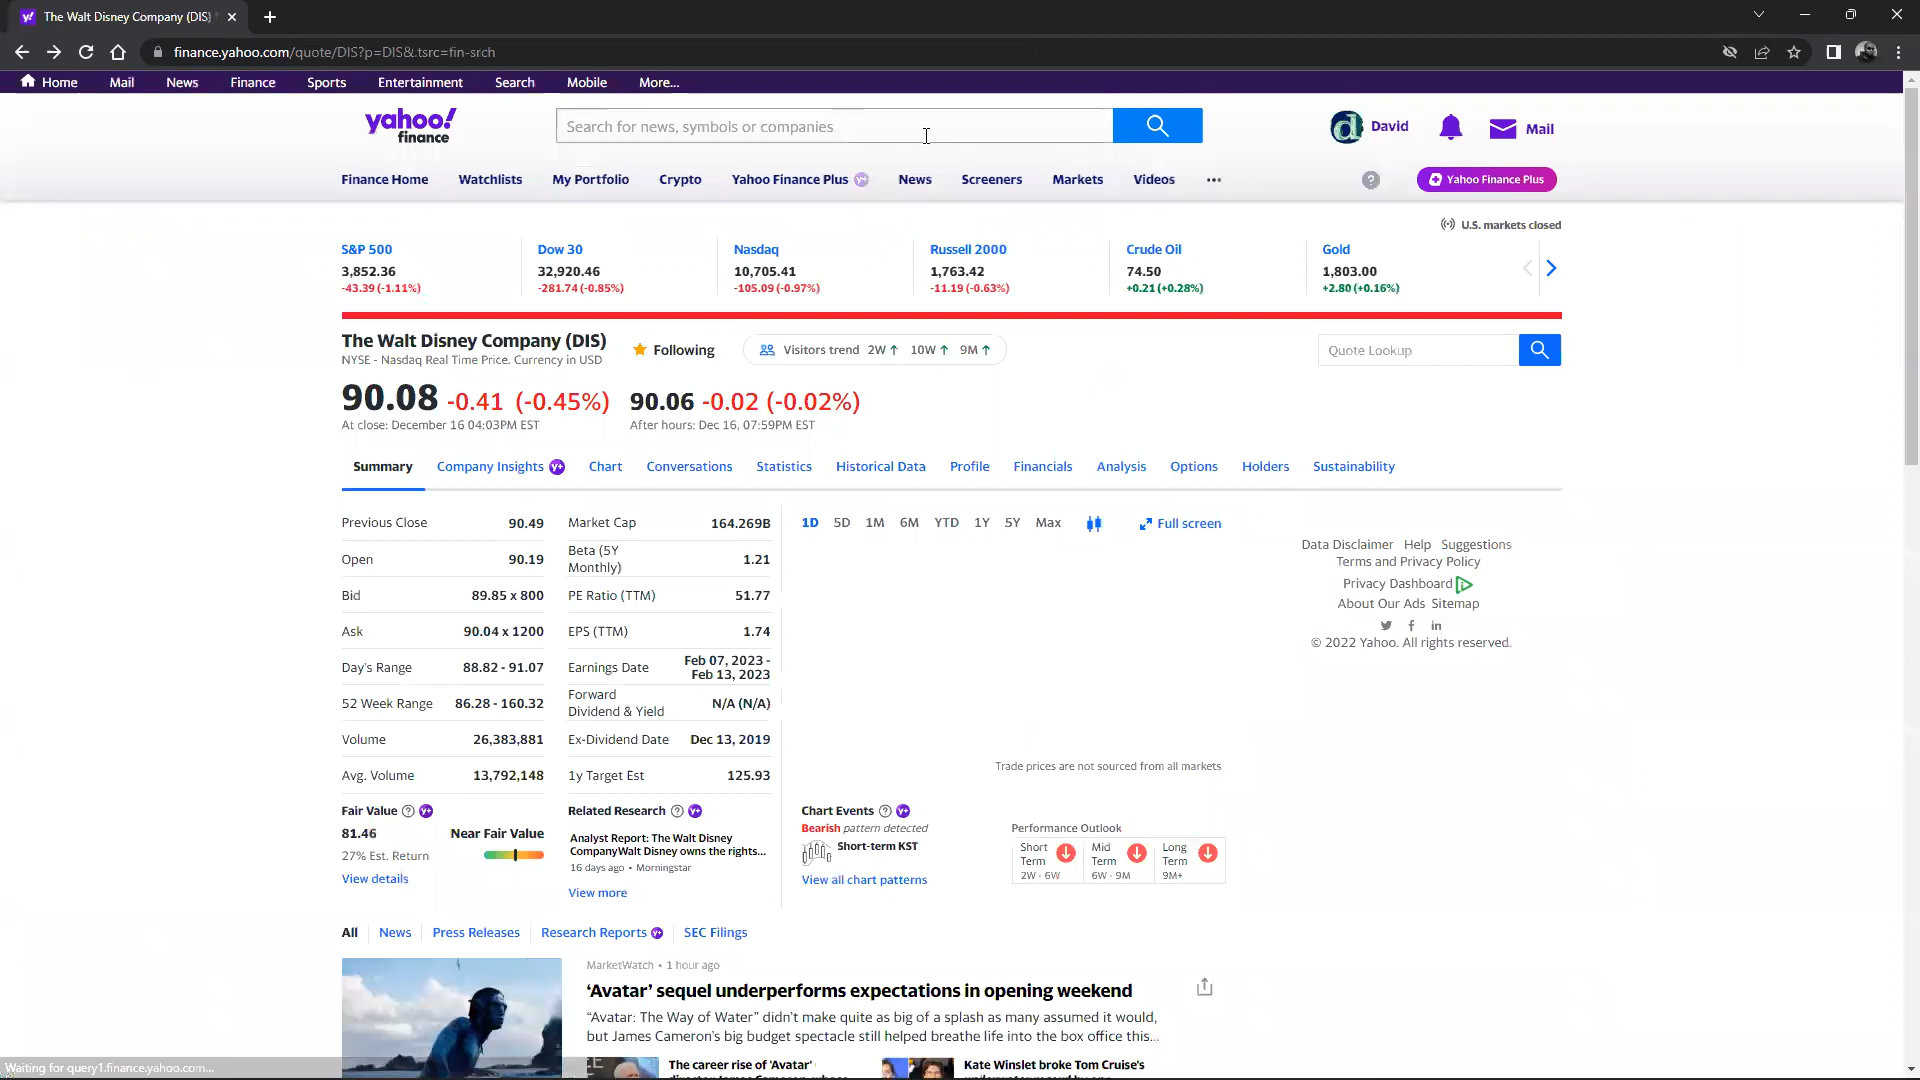 The Walt Disney Company (DIS)
finance.yahoo.com/quote/DIS?p=DIS&.tsrc=fin-srch
Home Mail News Finance Sports Entertainment Search Mobile More...
yahoo!
finance
Search for news, symbols or companies
David
Mail
Finance Home Watchlists My Portfolio Crypto Yahoo Finance Plus News Screeners Markets Videos
Yahoo Finance Plus
U.S. markets closed
S&P 500 Dow 30 Nasdaq Russell 2000 Crude Oil Gold
3,852.36 32,920.46 10,705.41 1,763.42 74.50 1,803.00
-43.39 (-1.11%) -281.74 (-0.85%) -105.09 (-0.97%) -11.19 (-0.63%) +0.21 (+0.28%) +2.80 (+0.16%)
The Walt Disney Company (DIS)
NYSE - Nasdaq Real Time Price. Currency in USD
Following
Visitors trend 2W 10W 9M
Quote Lookup
90.08 -0.41 (-0.45%) 90.06 -0.02 (-0.02%)
At close: December 16 04:03PM EST After hours: Dec 16, 07:59PM EST
Summary Company Insights Chart Conversations Statistics Historical Data Profile Financials Analysis Options Holders Sustainability
Previous Close 90.49
Open 90.19
Bid 89.85 x 800
Ask 90.04 x 1200
Day's Range 88.82 - 91.07
52 Week Range 86.28 - 160.32
Volume 26,383,881
Avg. Volume 13,792,148
Market Cap 164.269B
Beta (5Y
Monthly) 1.21
PE Ratio (TTM) 51.77
EPS (TTM) 1.74
Earnings Date Feb 07, 2023 -
Feb 13, 2023
Forward
Dividend & Yield N/A (N/A)
Ex-Dividend Date Dec 13, 2019
1y Target Est 125.93
1D 5D 1M 6M YTD 1Y 5Y Max Full screen
Trade prices are not sourced from all markets
Data Disclaimer Help Suggestions
Terms and Privacy Policy
Privacy Dashboard
About Our Ads Sitemap
© 2022 Yahoo. All rights reserved.
Fair Value
81.46 Near Fair Value
27% Est. Return
View details
Related Research
Analyst Report: The Walt Disney
CompanyWalt Disney owns the rights...
16 days ago • Morningstar
View more
Chart Events
Bearish pattern detected
Short-term KST
View all chart patterns
Performance Outlook
Short
Term
2W - 6W
Mid
Term
6W - 9M
Long
Term
9M+
All News Press Releases Research Reports SEC Filings
MarketWatch • 1 hour ago
‘Avatar’ sequel underperforms expectations in opening weekend
“Avatar: The Way of Water” didn’t make quite as big of a splash as many assumed it would,
but James Cameron’s big budget spectacle still helped breathe life into the box office this...
The career rise of 'Avatar'
Kate Winslet broke Tom Cruise's
Waiting for query1.finance.yahoo.com...